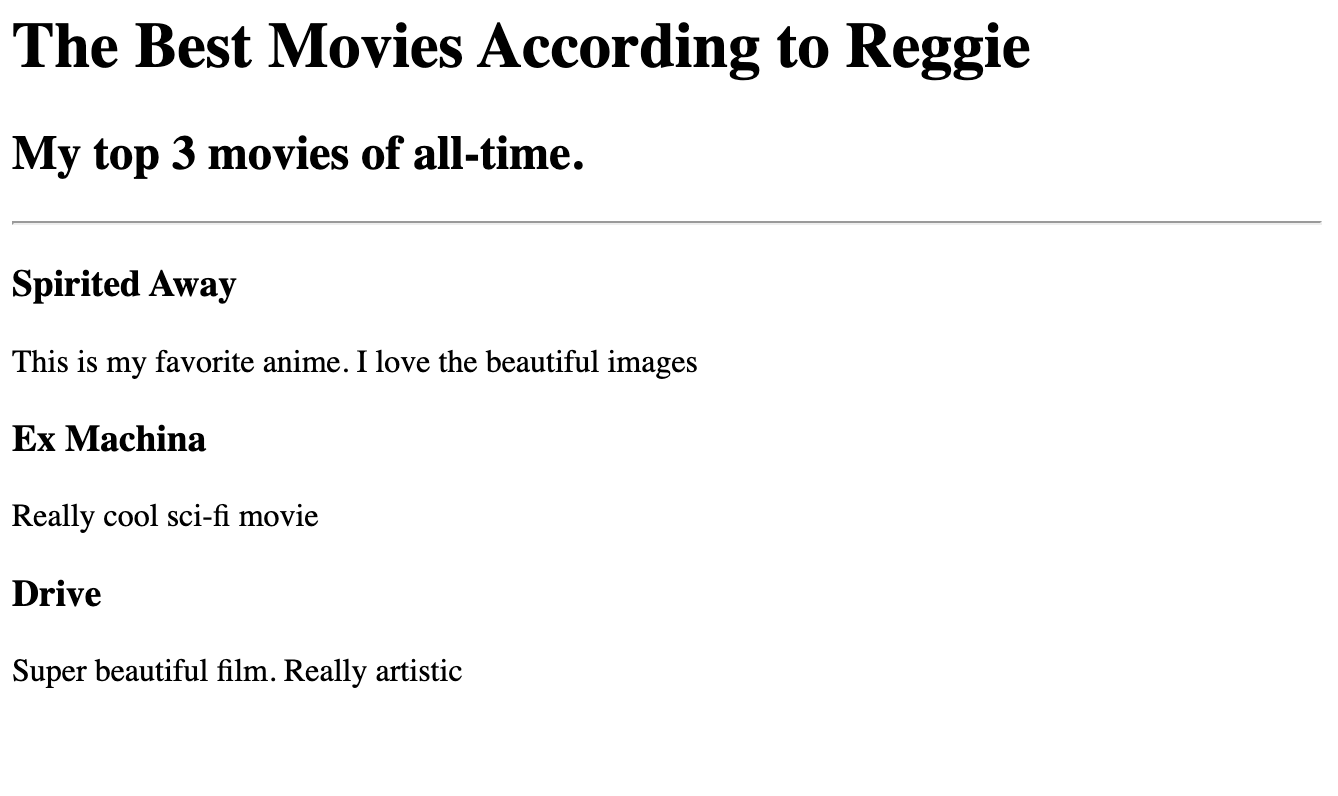 The Best Movies According to Reggie
My top 3 movies of all-time.
Spirited Away
This is my favorite anime. I love the beautiful images
Ex Machina
Really cool sci-fi movie
Drive
Super beautiful film. Really artistic